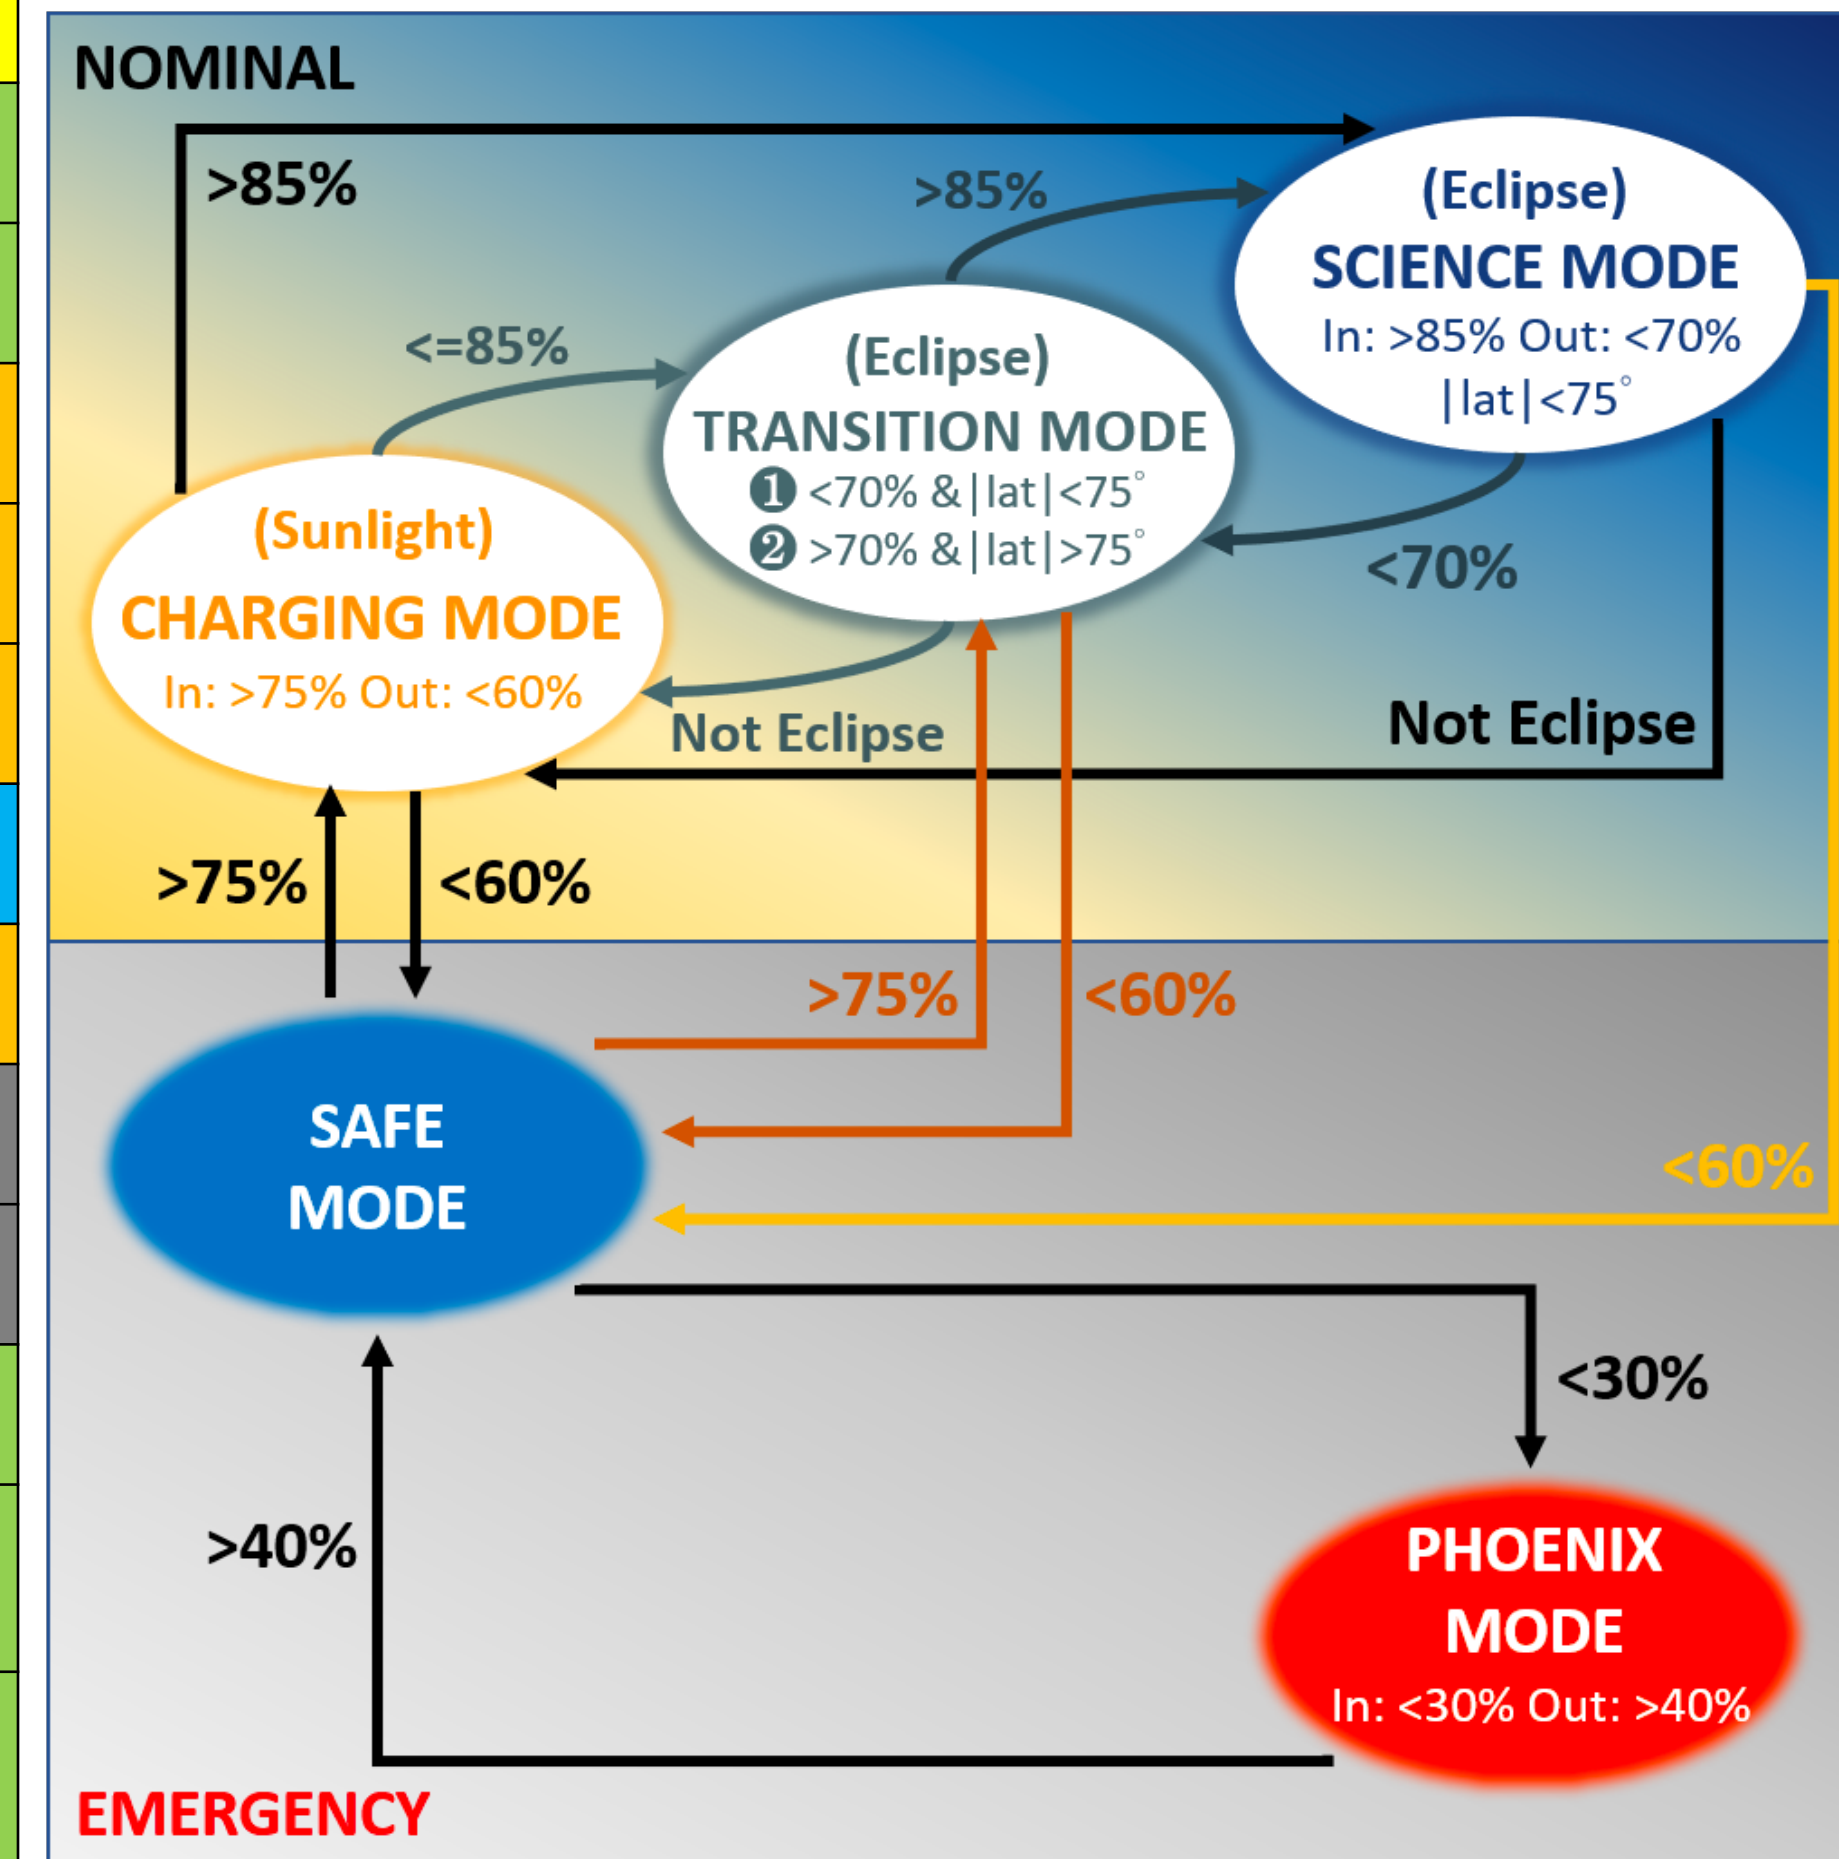 NOMINAL
>85%
>85%
(Eclipse)
SCIENCE MODE
In: >85% Out: <70%
|lat|<75°
<=85%
(Eclipse)
TRANSITION MODE
❶ <70% &|lat|<75°
❷ >70% &|lat|>75°
<70%
(Sunlight)
CHARGING MODE
In: >75% Out: <60%
Not Eclipse
Not Eclipse
>75%
<60%
>75%
<60%
SAFE
MODE
<60%
<30%
>40%
PHOENIX
MODE
In: <30% Out: >40%
EMERGENCY